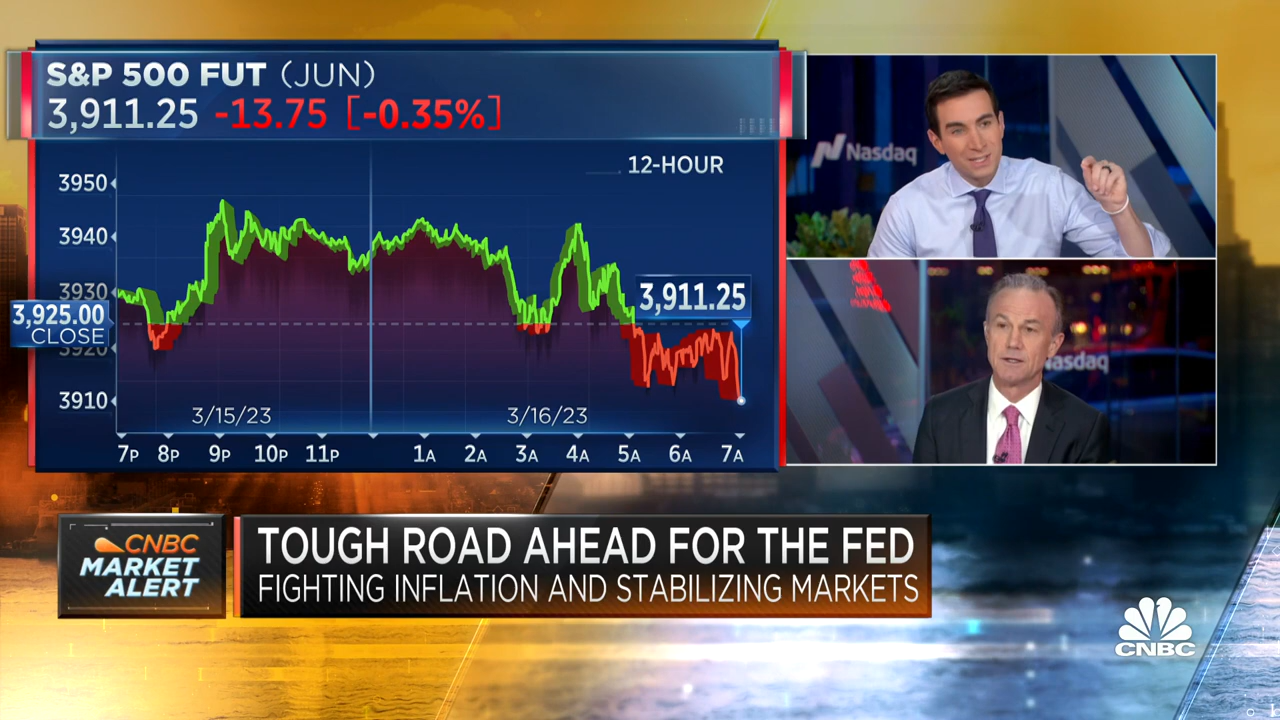 S&P 500 FUT (JUN)
3,911.25 -13.75 [-0.35%]
12-HOUR
3950
3940
3930
3,925.00
CLOSE
3920
3910
3,911.25
3/15/23
3/16/23
7P 8P 9P 10P 11P 1A 2A 3A 4A 5A 6A 7A
Nasdaq
Nasdaq
CNBC
MARKET
ALERT
TOUGH ROAD AHEAD FOR THE FED
FIGHTING INFLATION AND STABILIZING MARKETS
CNBC